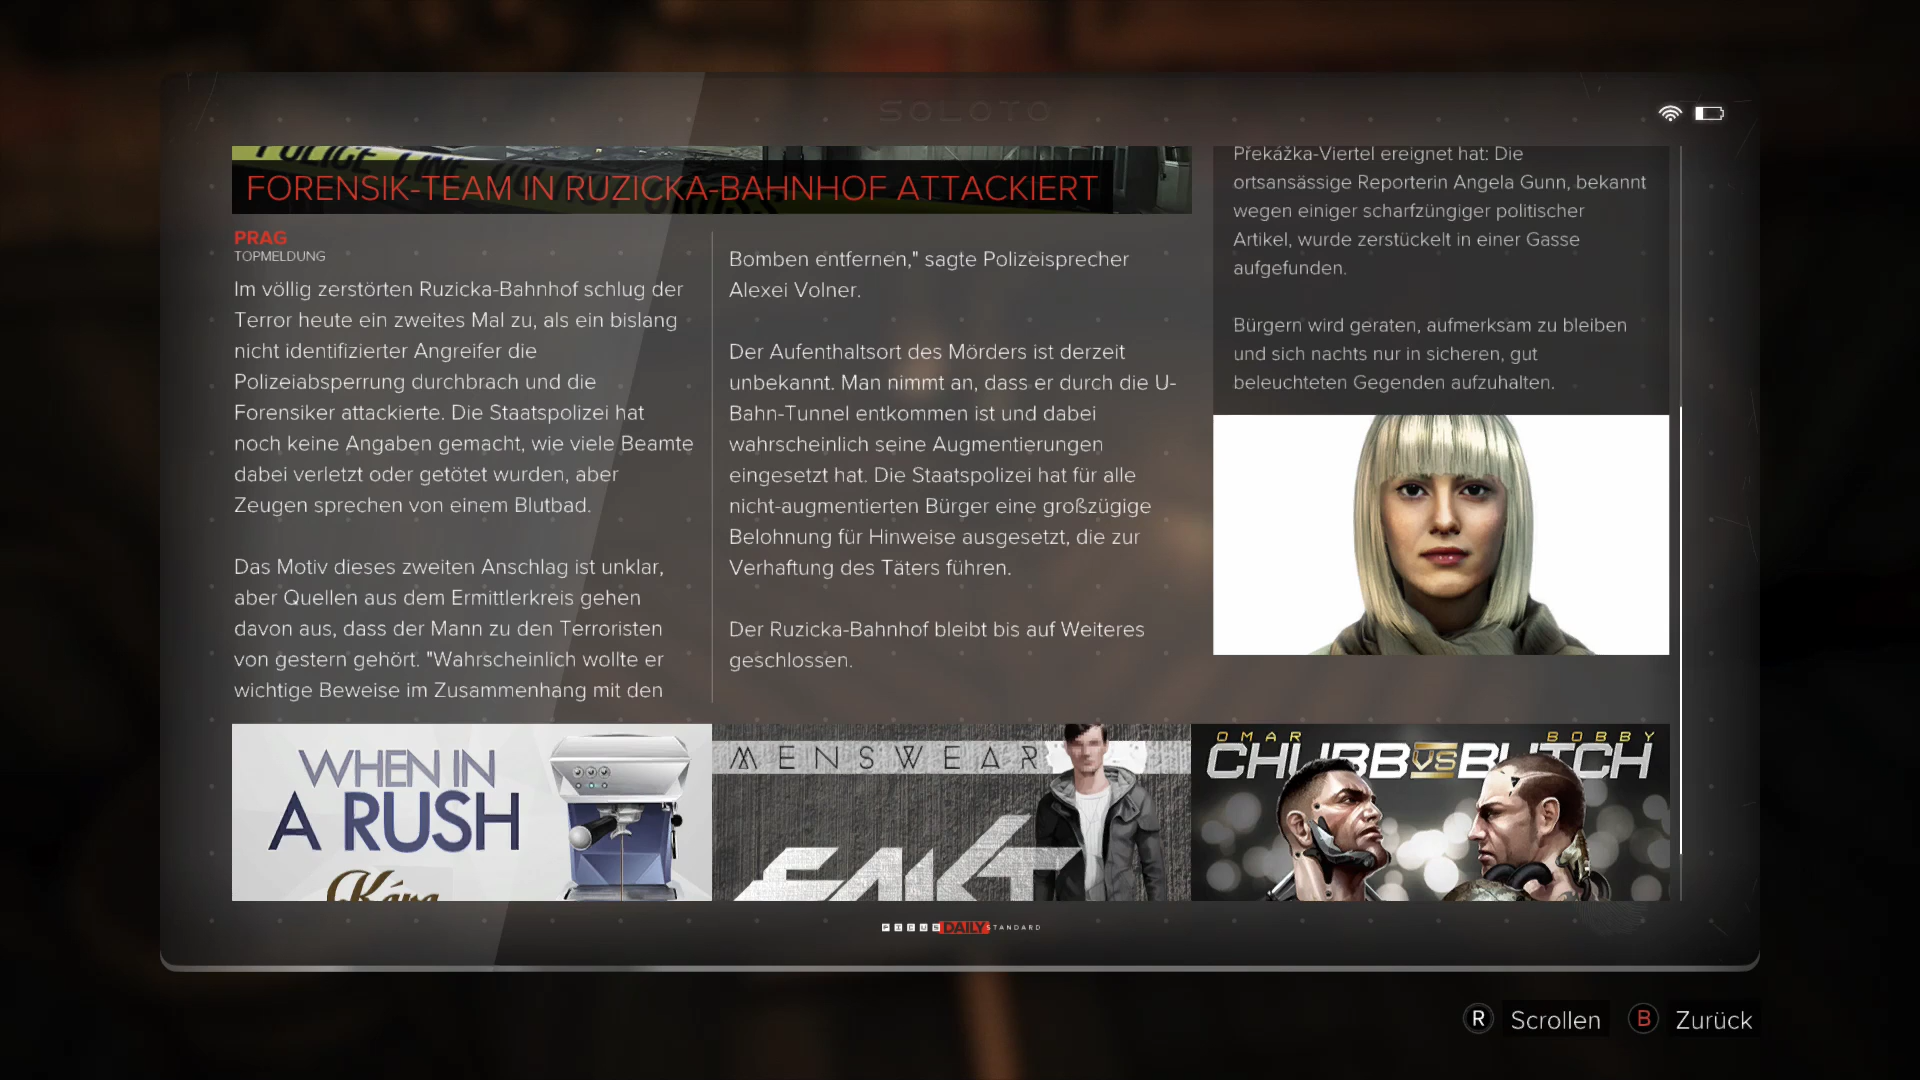 SOLOTO
POLICE LINE
FORENSIK-TEAM IN RUZICKA-BAHNHOF ATTACKIERT
PRAG
TOPMELDUNG
Im völlig zerstörten Ruzicka-Bahnhof schlug der
Terror heute ein zweites Mal zu, als ein bislang
nicht identifizierter Angreifer die
Polizeiabsperrung durchbrach und die
Forensiker attackierte. Die Staatspolizei hat
noch keine Angaben gemacht, wie viele Beamte
dabei verletzt oder getötet wurden, aber
Zeugen sprechen von einem Blutbad.
Das Motiv dieses zweiten Anschlag ist unklar,
aber Quellen aus dem Ermittlerkreis gehen
davon aus, dass der Mann zu den Terroristen
von gestern gehört. "Wahrscheinlich wollte er
wichtige Beweise im Zusammenhang mit den
Bomben entfernen," sagte Polizeisprecher
Alexei Volner.
Der Aufenthaltsort des Mörders ist derzeit
unbekannt. Man nimmt an, dass er durch die U-
Bahn-Tunnel entkommen ist und dabei
wahrscheinlich seine Augmentierungen
eingesetzt hat. Die Staatspolizei hat für alle
nicht-augmentierten Bürger eine großzügige
Belohnung für Hinweise ausgesetzt, die zur
Verhaftung des Täters führen.
Der Ruzicka-Bahnhof bleibt bis auf Weiteres
geschlossen.
Překážka-Viertel ereignet hat: Die
ortsansässige Reporterin Angela Gunn, bekannt
wegen einiger scharfzüngiger politischer
Artikel, wurde zerstückelt in einer Gasse
aufgefunden.
Bürgern wird geraten, aufmerksam zu bleiben
und sich nachts nur in sicheren, gut
beleuchteten Gegenden aufzuhalten.
WHEN IN
A RUSH
Káva
MENSWEAR
OMAR BOBBY
CHUBB VS BUTCH
PICUS DAILY STANDARD
R Scrollen B Zurück